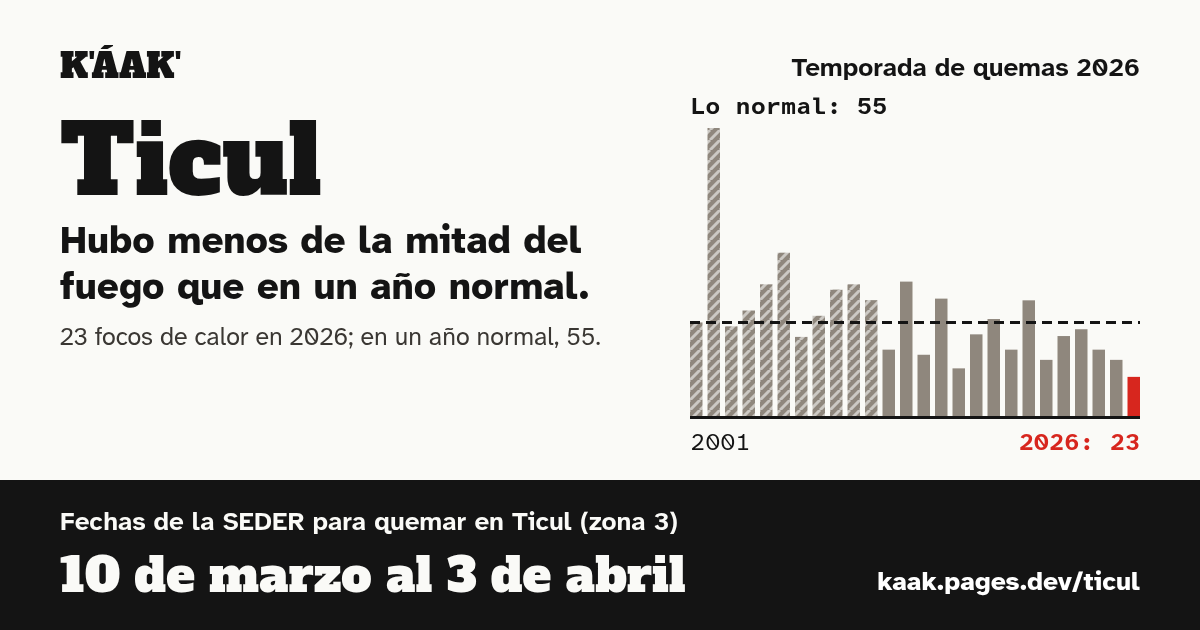 K'ÁAK'
Ticul
Hubo menos de la mitad del
fuego que en un año normal.
23 focos de calor en 2026; en un año normal, 55.
Temporada de quemas 2026
Lo normal: 55
2001
2026: 23
Fechas de la SEDER para quemar en Ticul (zona 3)
10 de marzo al 3 de abril
kaak.pages.dev/ticul